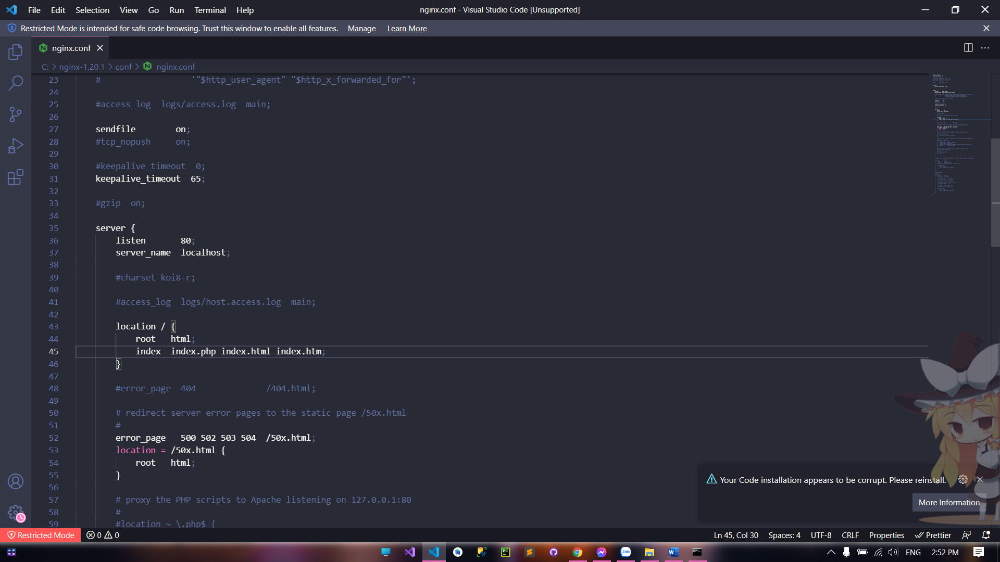 File Edit Selection View Go Run Terminal Help
nginx.conf - Visual Studio Code [Unsupported]
Restricted Mode is intended for safe code browsing. Trust this window to enable all features. Manage Learn More
nginx.conf
C: > nginx-1.20.1 > conf > nginx.conf
23 # '"$http_user_agent" "$http_x_forwarded_for"';
24
25 #access_log logs/access.log main;
26
27 sendfile on;
28 #tcp_nopush on;
29
30 #keepalive_timeout 0;
31 keepalive_timeout 65;
32
33 #gzip on;
34
35 server {
36 listen 80;
37 server_name localhost;
38
39 #charset koi8-r;
40
41 #access_log logs/host.access.log main;
42
43 location / {
44 root html;
45 index index.php index.html index.htm;
46 }
47
48 #error_page 404 /404.html;
49
50 # redirect server error pages to the static page /50x.html
51 #
52 error_page 500 502 503 504 /50x.html;
53 location = /50x.html {
54 root html;
55 }
56
57 # proxy the PHP scripts to Apache listening on 127.0.0.1:80
58 #
59 #location ~ \.php$ {
Your Code installation appears to be corrupt. Please reinstall.
More Information
Restricted Mode 0 0 Ln 45, Col 30 Spaces: 4 UTF-8 CRLF Properties Prettier
PC Zalo W ENG 2:52 PM